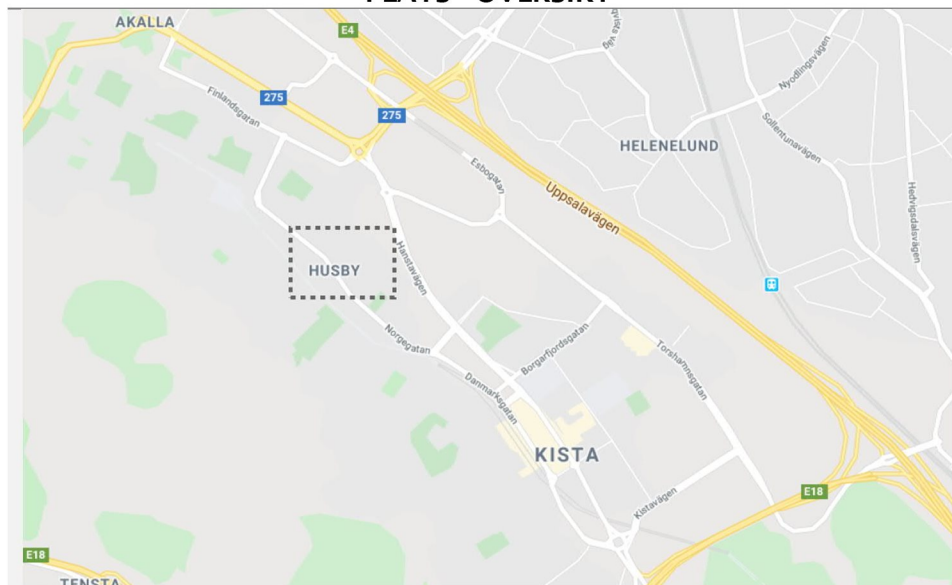 AKALLA
E4
275
275
Finlandsgatan
Esbogatan
HELENELUND
Nyodlingsvägen
Sollentunavägen
Hedvigsdalsvägen
Uppsalavägen
Hanstavägen
HUSBY
Norgegatan
Borgarfjordsgatan
Torshamnsgatan
Danmarksgatan
KISTA
Kistavägen
E18
E18